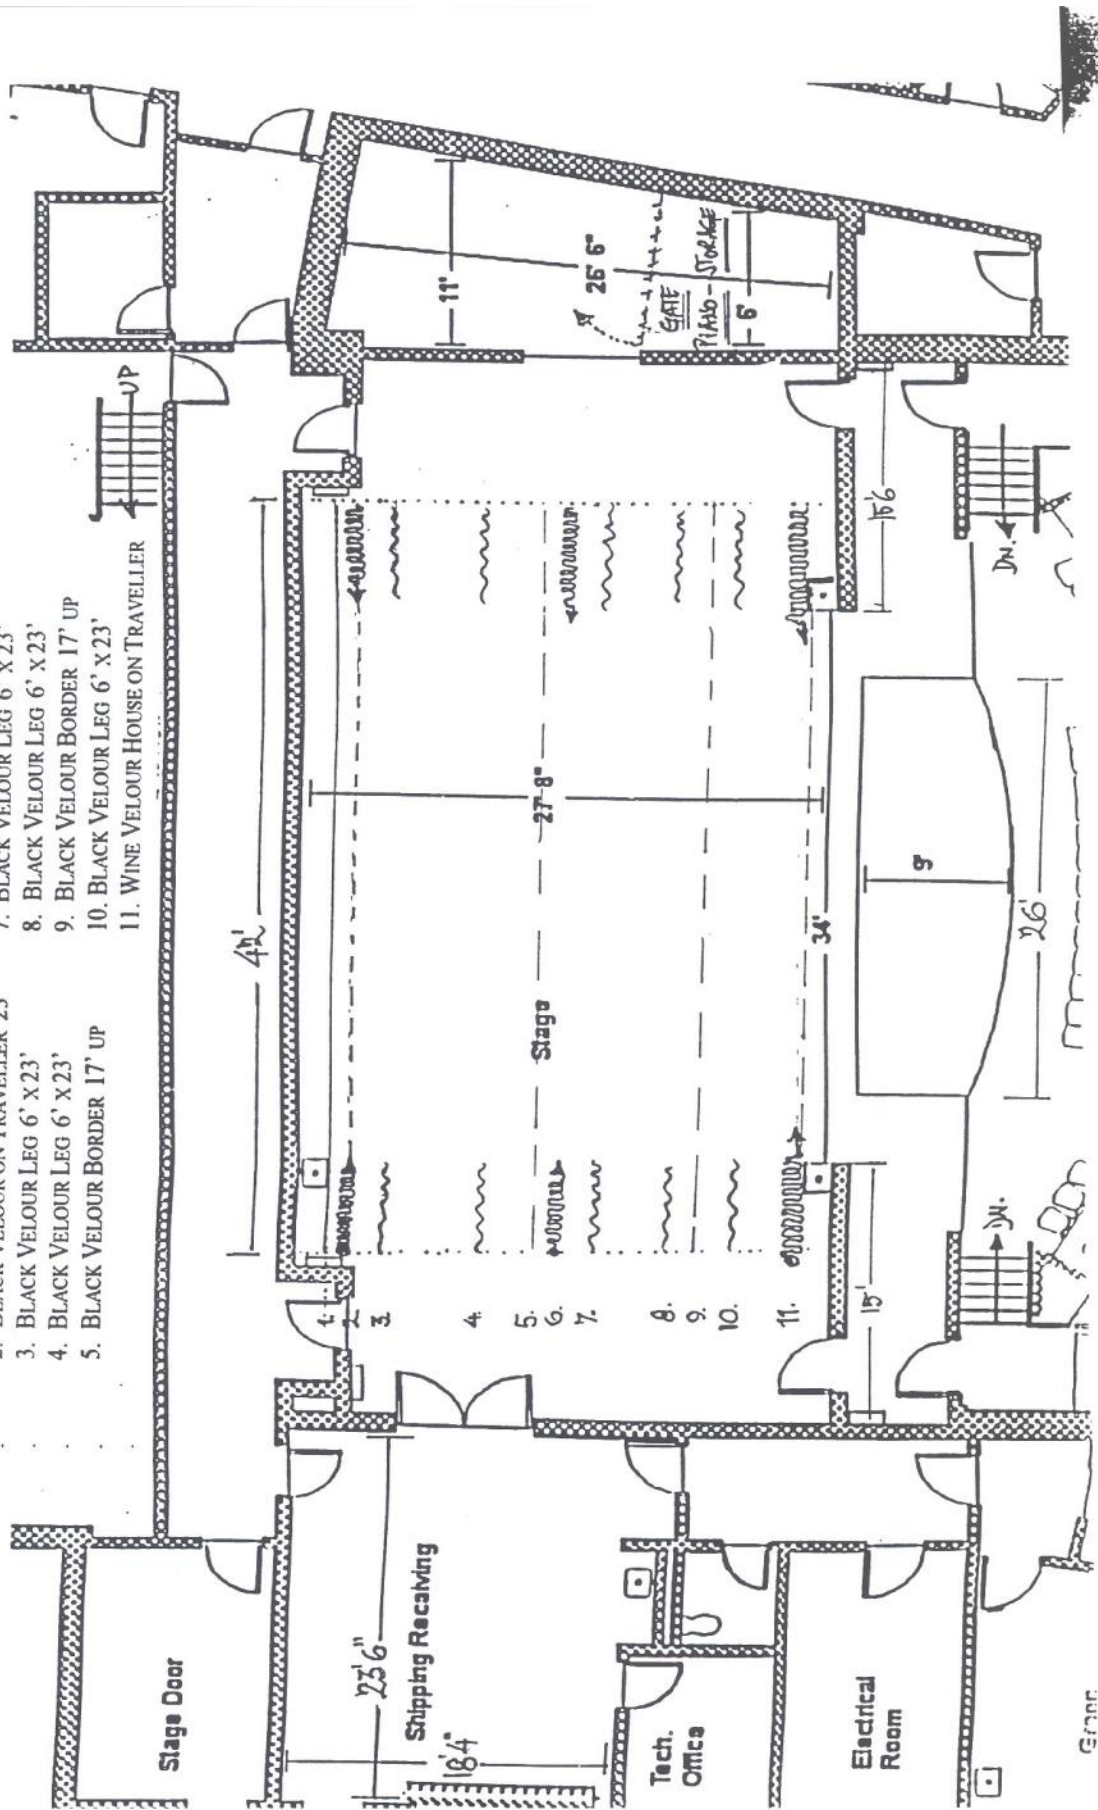 3. BLACK VELOUR LEG 6' X 23'
4. BLACK VELOUR LEG 6' X 23'
5. BLACK VELOUR BORDER 17' UP
8. BLACK VELOUR LEG 6' X 23'
9. BLACK VELOUR BORDER 17' UP
10. BLACK VELOUR LEG 6' X 23'
11. WINE VELOUR HOUSE ON TRAVELLER
UP
Stage Door
42'
23'6"
Shipping Receiving
18'4"
1.
2.
3.
4.
5.
6.
7.
8.
9.
10.
11.
Stage
27' 8"
34'
11'
26' 6"
GATE
PIANO-STORAGE
6'
Tech.
Office
Electrical
Room
15'
15'6
9'
26'
DN.
DN.